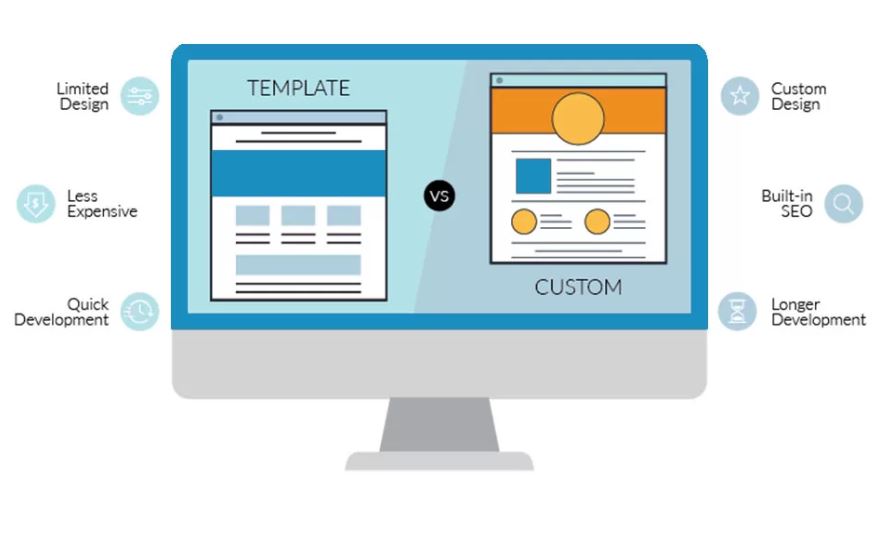 Limited
Design
Less
Expensive
Quick
Development
TEMPLATE
VS
CUSTOM
Custom
Design
Built-in
SEO
Longer
Development